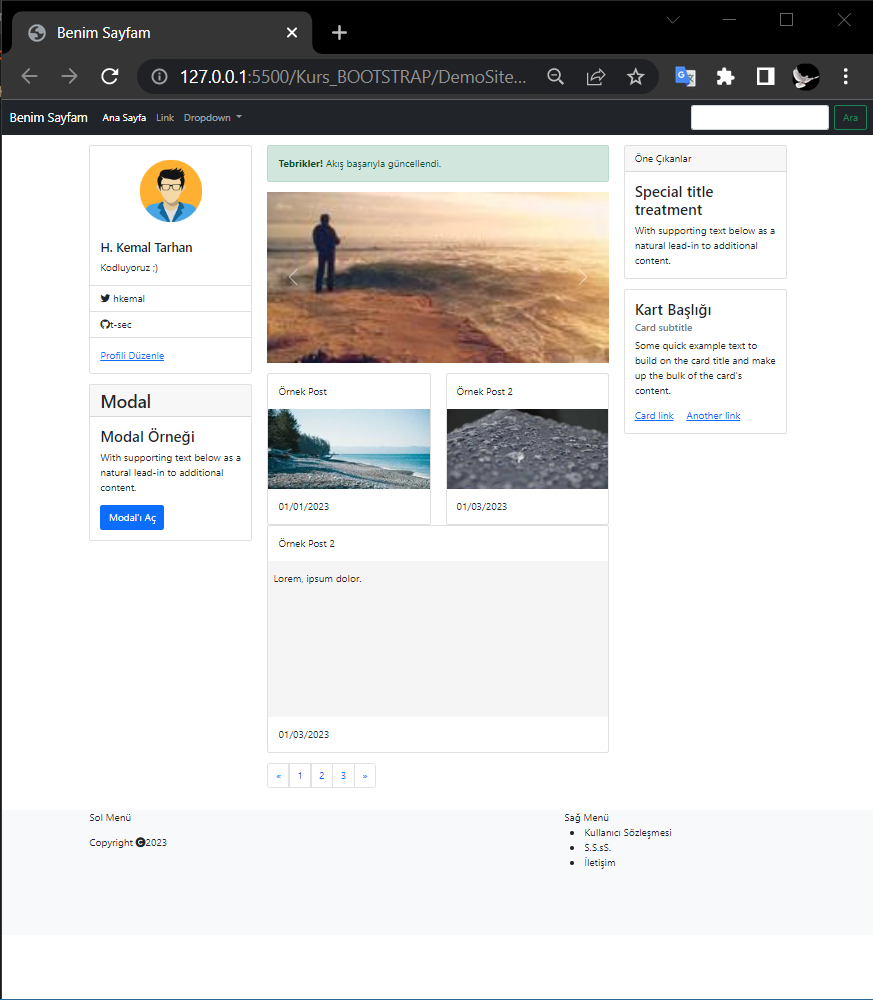 Benim Sayfam
127.0.0.1:5500/Kurs_BOOTSTRAP/DemoSite...
Benim Sayfam Ana Sayfa Link Dropdown
Ara
H. Kemal Tarhan
Kodluyoruz ;)
hkemal
t-sec
Profili Düzenle
Modal
Modal Örneği
With supporting text below as a
natural lead-in to additional
content.
Modal'ı Aç
Tebrikler! Akış başarıyla güncellendi.
Örnek Post
01/01/2023
Örnek Post 2
01/03/2023
Örnek Post 2
Lorem, ipsum dolor.
01/03/2023
« 1 2 3 »
Öne Çıkanlar
Special title
treatment
With supporting text below as a
natural lead-in to additional
content.
Kart Başlığı
Card subtitle
Some quick example text to
build on the card title and make
up the bulk of the card's
content.
Card link Another link
Sol Menü
Copyright ©2023
Sağ Menü
• Kullanıcı Sözleşmesi
• S.S.sS.
• İletişim